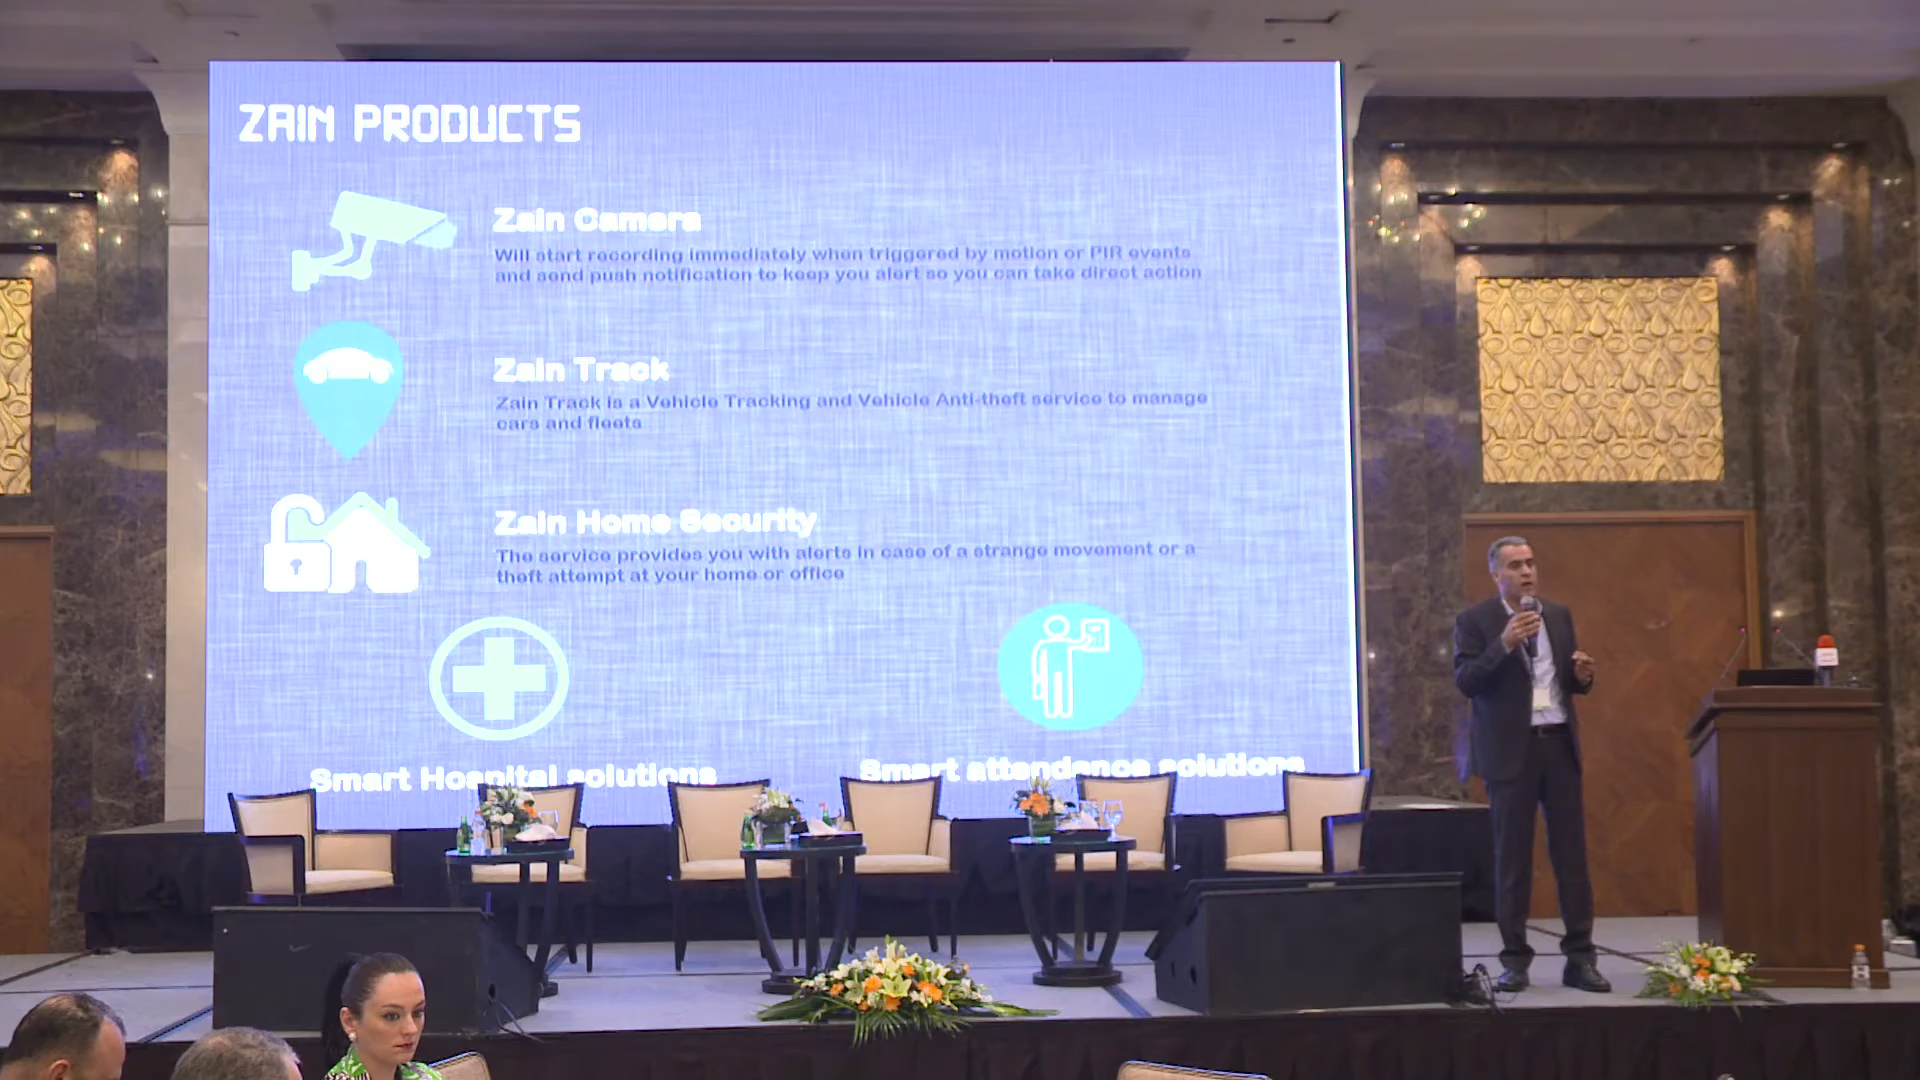 ZAIN PRODUCTS
Zain Camera
Will start recording immediately when triggered by motion or PIR events
and send push notification to keep you alert so you can take direct action
Zain Track
Zain Track is a Vehicle Tracking and Vehicle Anti-theft service to manage
cars and fleets
Zain Home Security
The service provides you with alerts in case of a strange movement or a
theft attempt at your home or office
Smart Hospital solutions
Smart attendence solutions